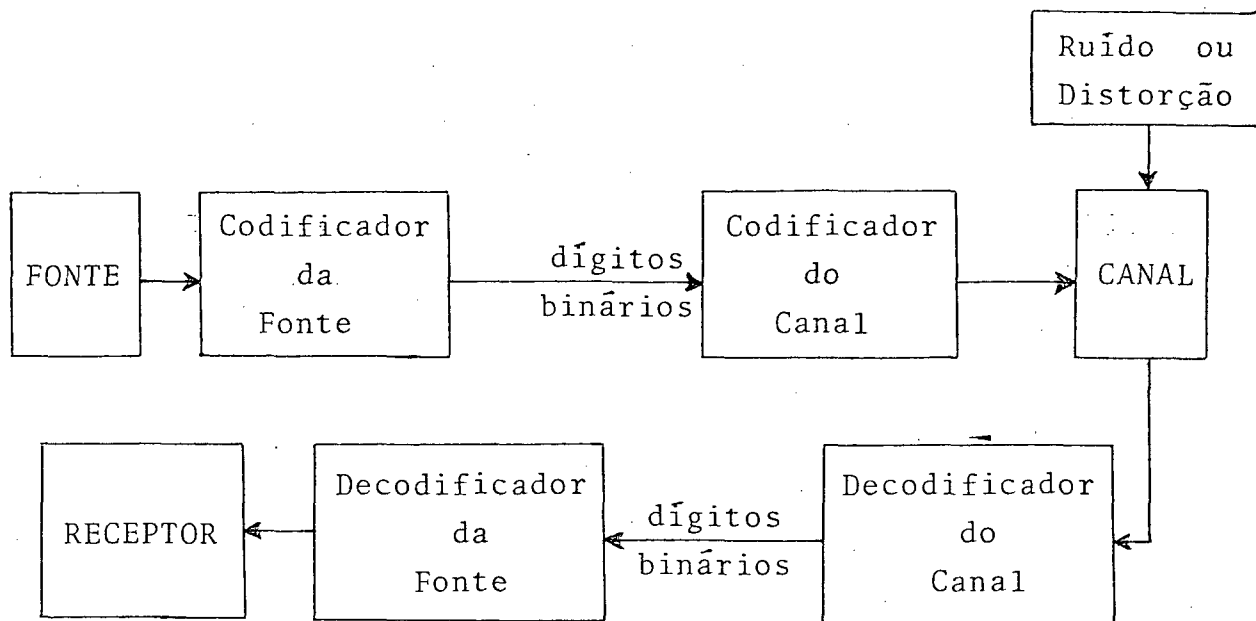 Ruído ou
Distorção
FONTE
Codificador
da
Fonte
dígitos
binários
Codificador
do
Canal
CANAL
RECEPTOR
Decodificador
da
Fonte
dígitos
binários
Decodificador
do
Canal